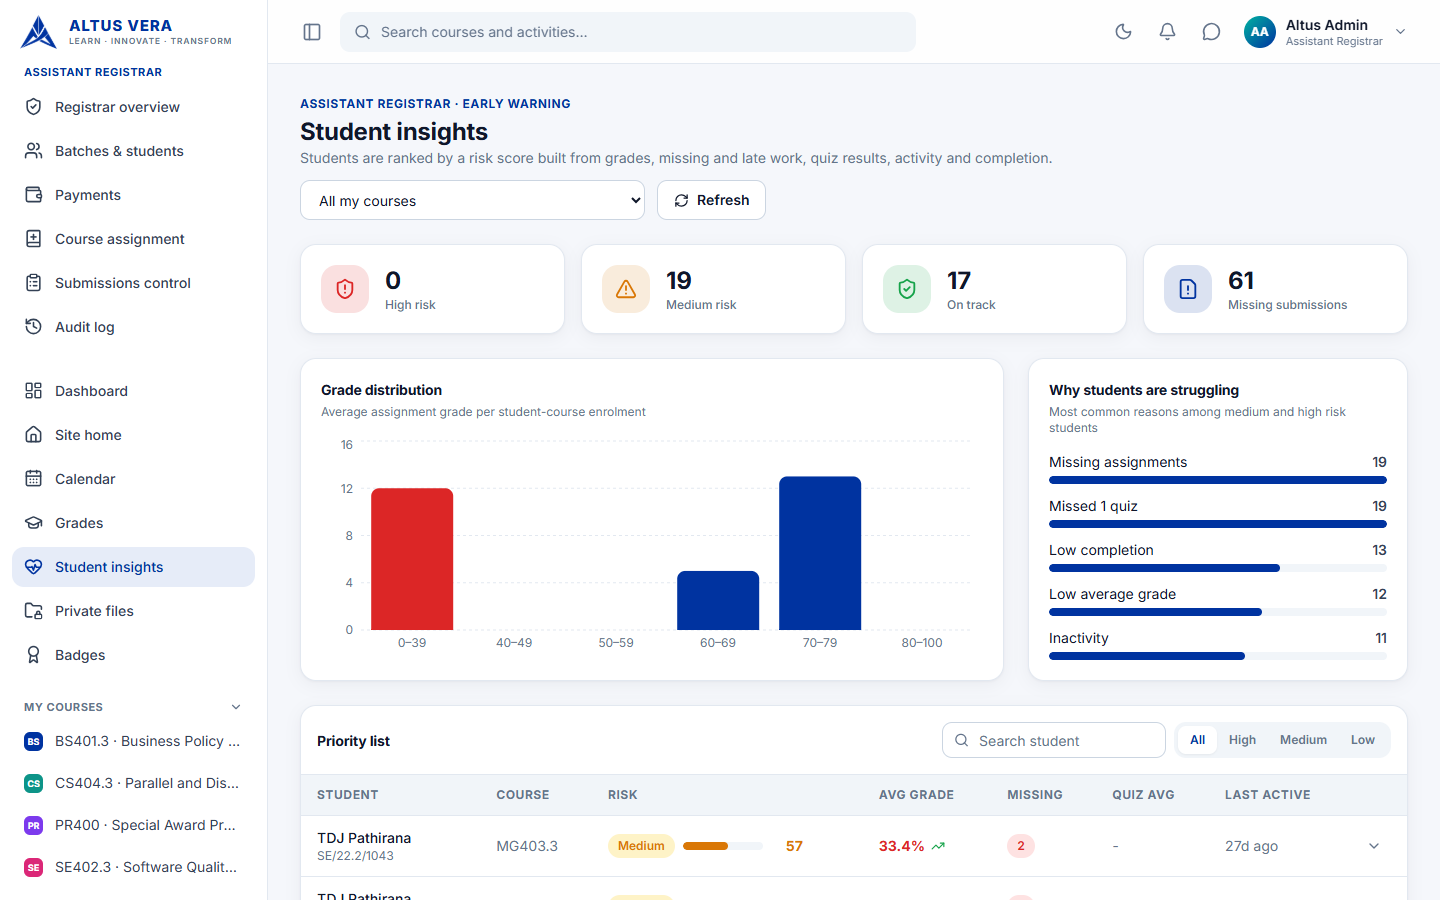 ALTUS VERA
LEARN · INNOVATE · TRANSFORM
ASSISTANT REGISTRAR
Registrar overview
Batches & students
Payments
Course assignment
Submissions control
Audit log
Dashboard
Site home
Calendar
Grades
Student insights
Private files
Badges
MY COURSES
BS BS401.3 · Business Policy ...
CS CS404.3 · Parallel and Dis...
PR PR400 · Special Award Pr...
SE SE402.3 · Software Qualit...
Search courses and activities...
AA Altus Admin
Assistant Registrar
ASSISTANT REGISTRAR · EARLY WARNING
Student insights
Students are ranked by a risk score built from grades, missing and late work, quiz results, activity and completion.
All my courses
Refresh
0
High risk
19
Medium risk
17
On track
61
Missing submissions
Grade distribution
Average assignment grade per student-course enrolment
16
12
8
4
0
0–39 40–49 50–59 60–69 70–79 80–100
Why students are struggling
Most common reasons among medium and high risk
students
Missing assignments 19
Missed 1 quiz 19
Low completion 13
Low average grade 12
Inactivity 11
Priority list
Search student
All High Medium Low
STUDENT COURSE RISK AVG GRADE MISSING QUIZ AVG LAST ACTIVE
TDJ Pathirana
SE/22.2/1043
MG403.3 Medium 57 33.4% 2 - 27d ago
TDJ Pathirana